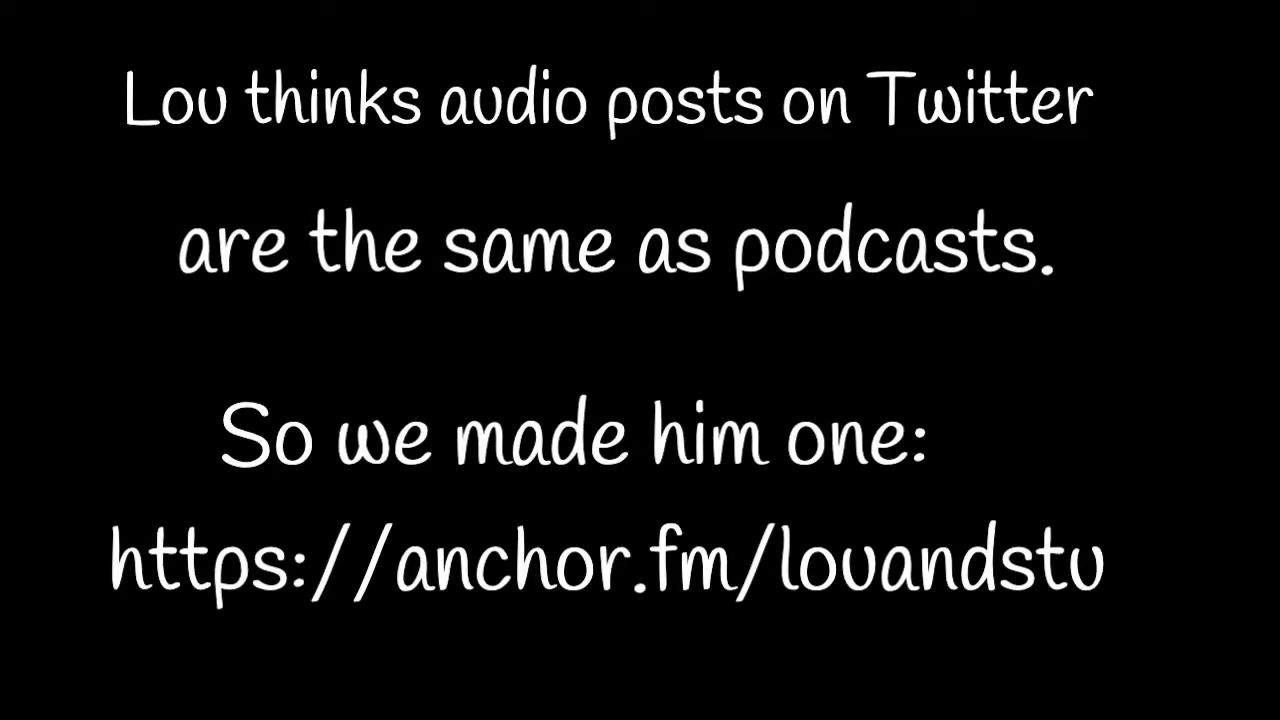 Lou thinks audio posts on Twitter
are the same as podcasts.
So we made him one:
https://anchor.fm/louandstu